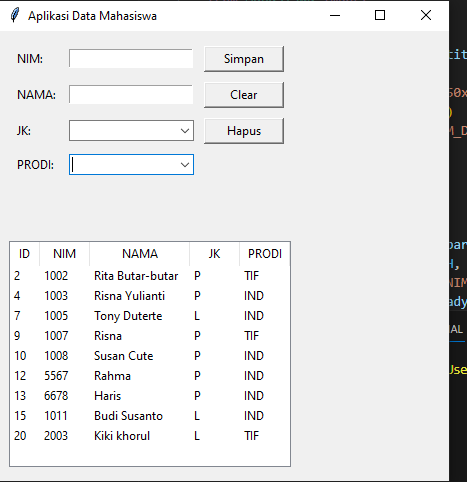 Aplikasi Data Mahasiswa
NIM: Simpan
NAMA: Clear
JK: Hapus
PRODI:
ID NIM NAMA JK PRODI
2 1002 Rita Butar-butar P TIF
4 1003 Risna Yulianti P IND
7 1005 Tony Duterte L IND
9 1007 Risna P TIF
10 1008 Susan Cute P IND
12 5567 Rahma P IND
13 6678 Haris P IND
15 1011 Budi Susanto L IND
20 2003 Kiki khorul L TIF